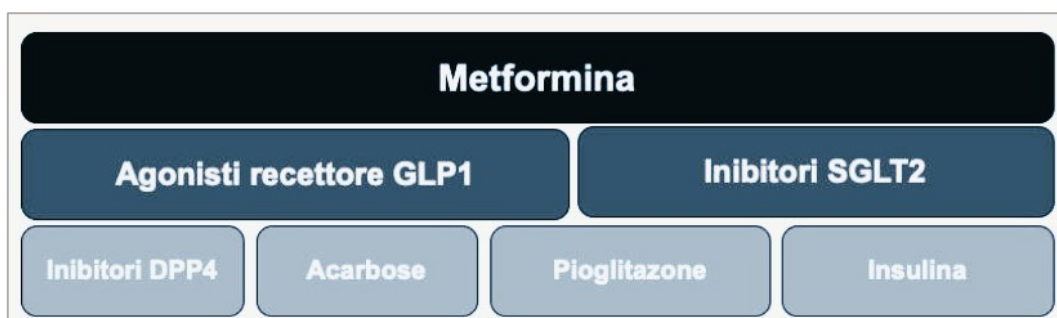 Metformina
Agonisti recettore GLP1
Inibitori SGLT2
Inibitori DPP4
Acarbose
Pioglitazone
Insulina